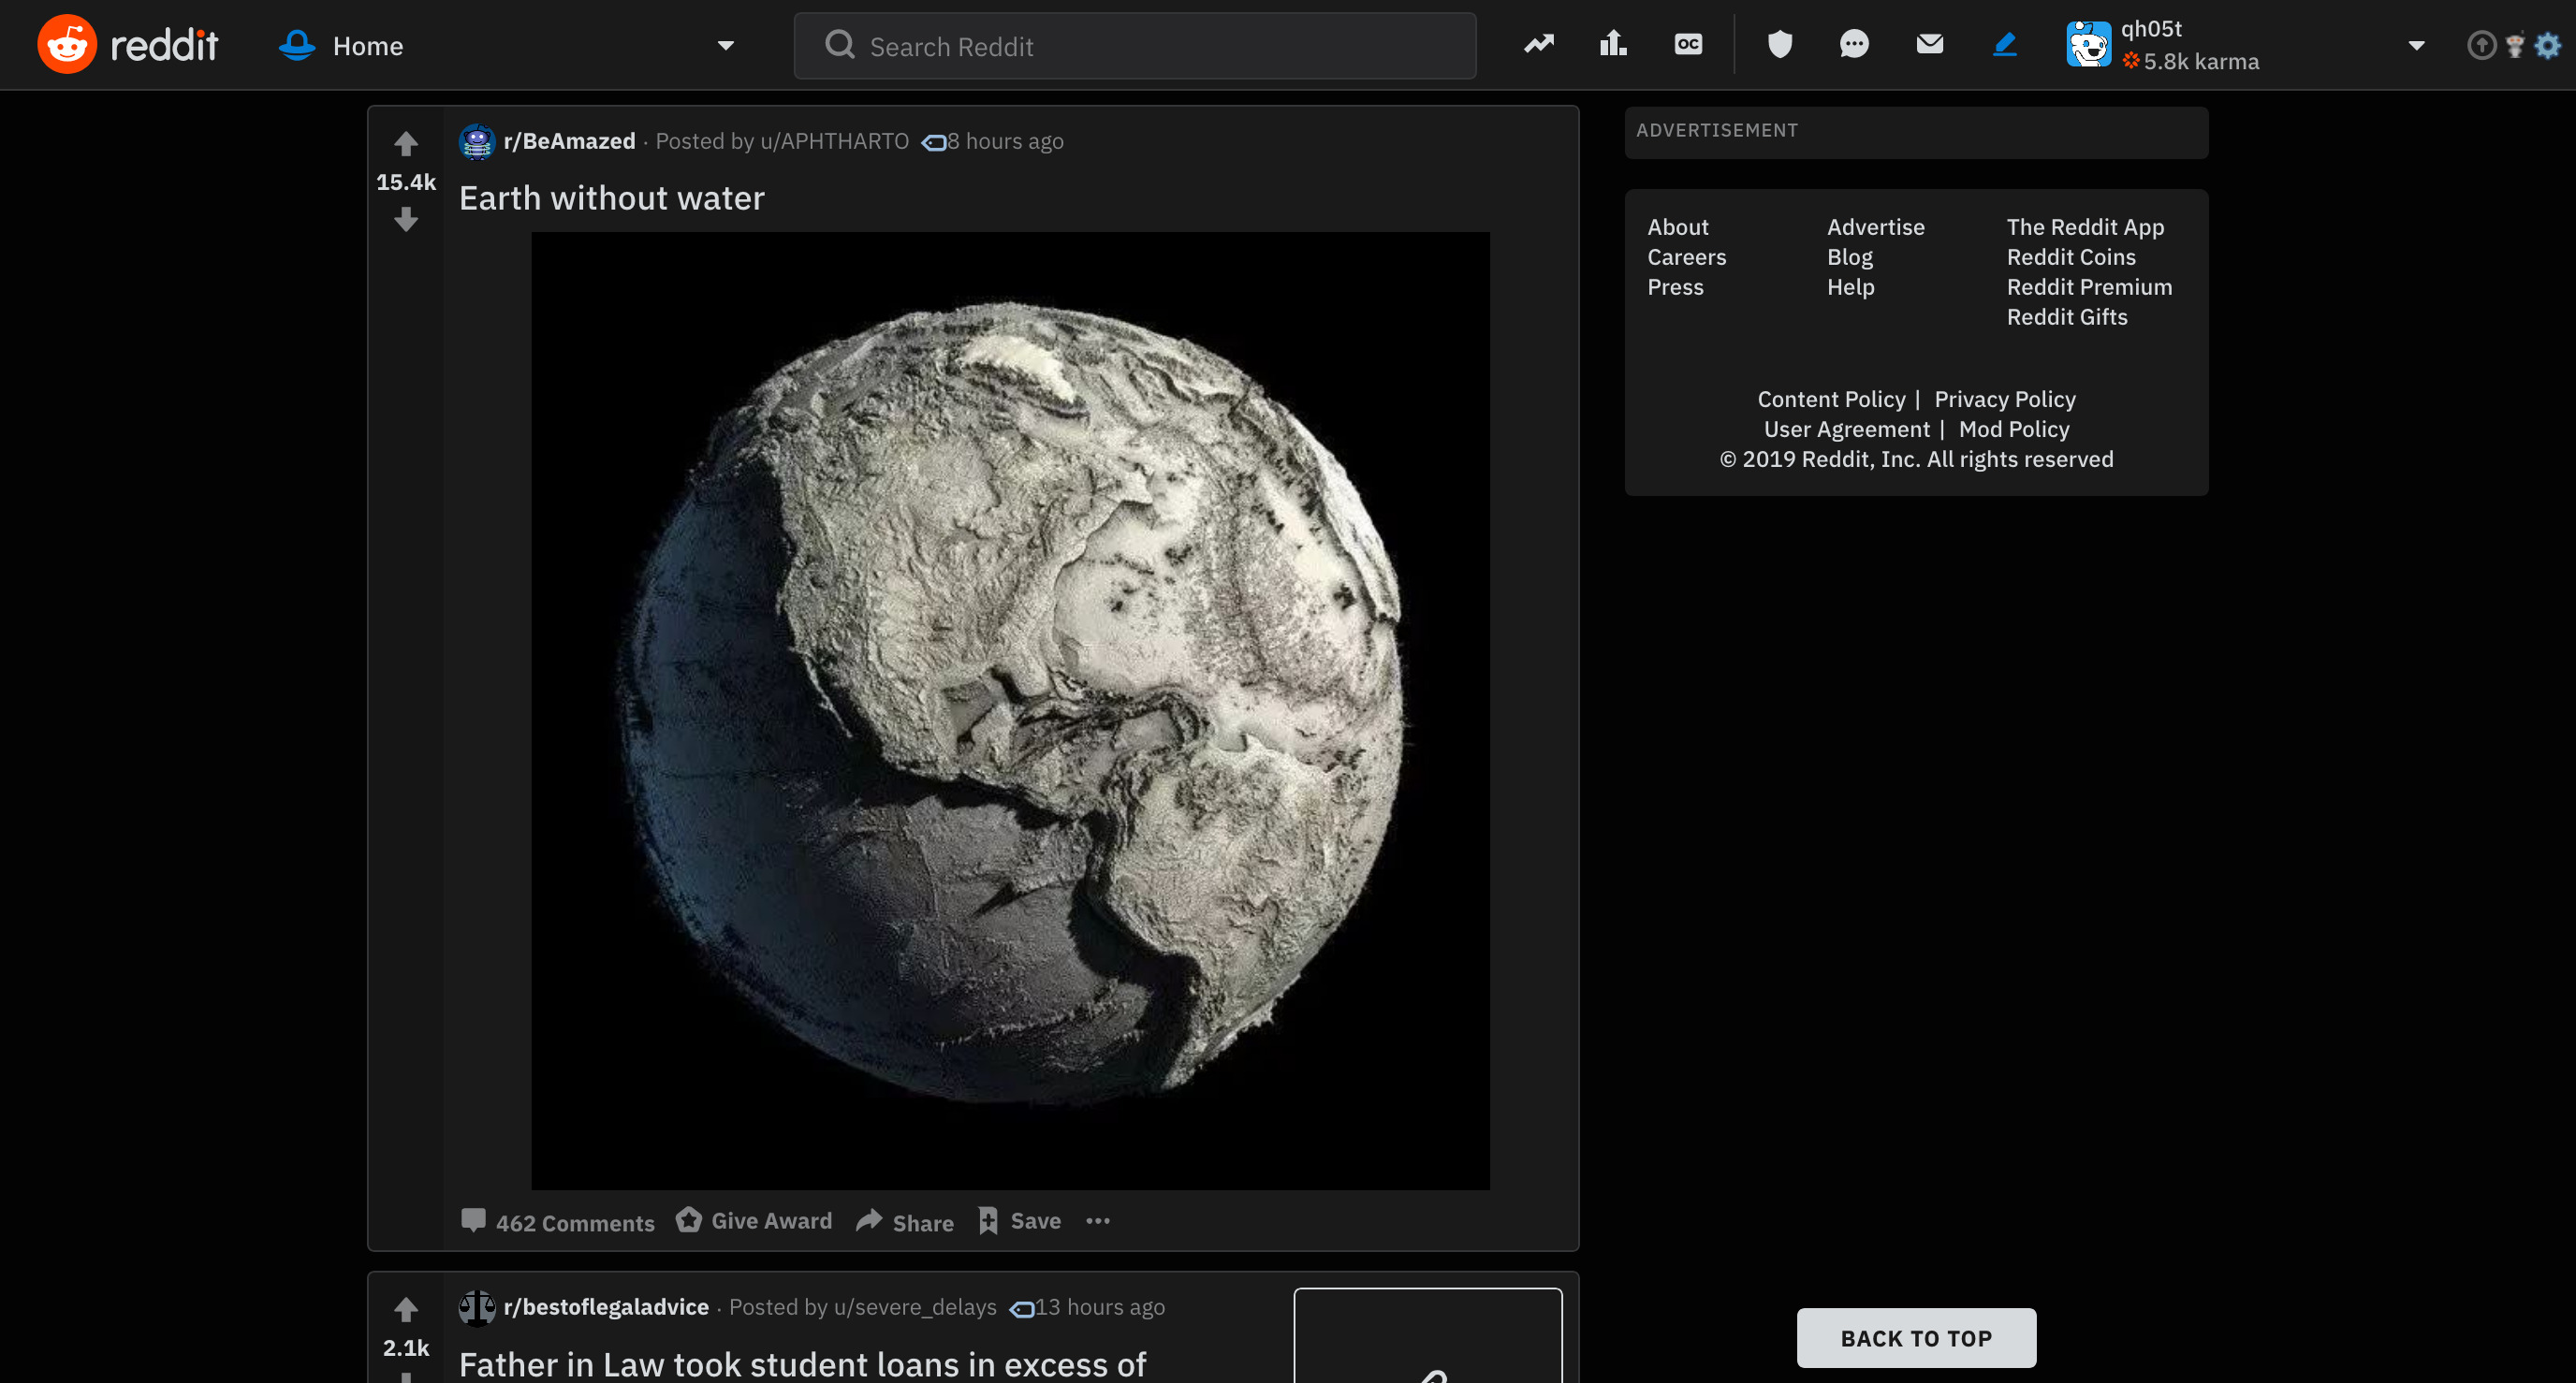 reddit
Home
Search Reddit
OC
qh05t
5.8k karma
r/BeAmazed · Posted by u/APHTHARTO 8 hours ago
15.4k
Earth without water
462 Comments
Give Award
Share
Save
r/bestoflegaladvice · Posted by u/severe_delays 13 hours ago
2.1k
Father in Law took student loans in excess of
ADVERTISEMENT
About
Careers
Press
Advertise
Blog
Help
The Reddit App
Reddit Coins
Reddit Premium
Reddit Gifts
Content Policy | Privacy Policy
User Agreement | Mod Policy
© 2019 Reddit, Inc. All rights reserved
BACK TO TOP